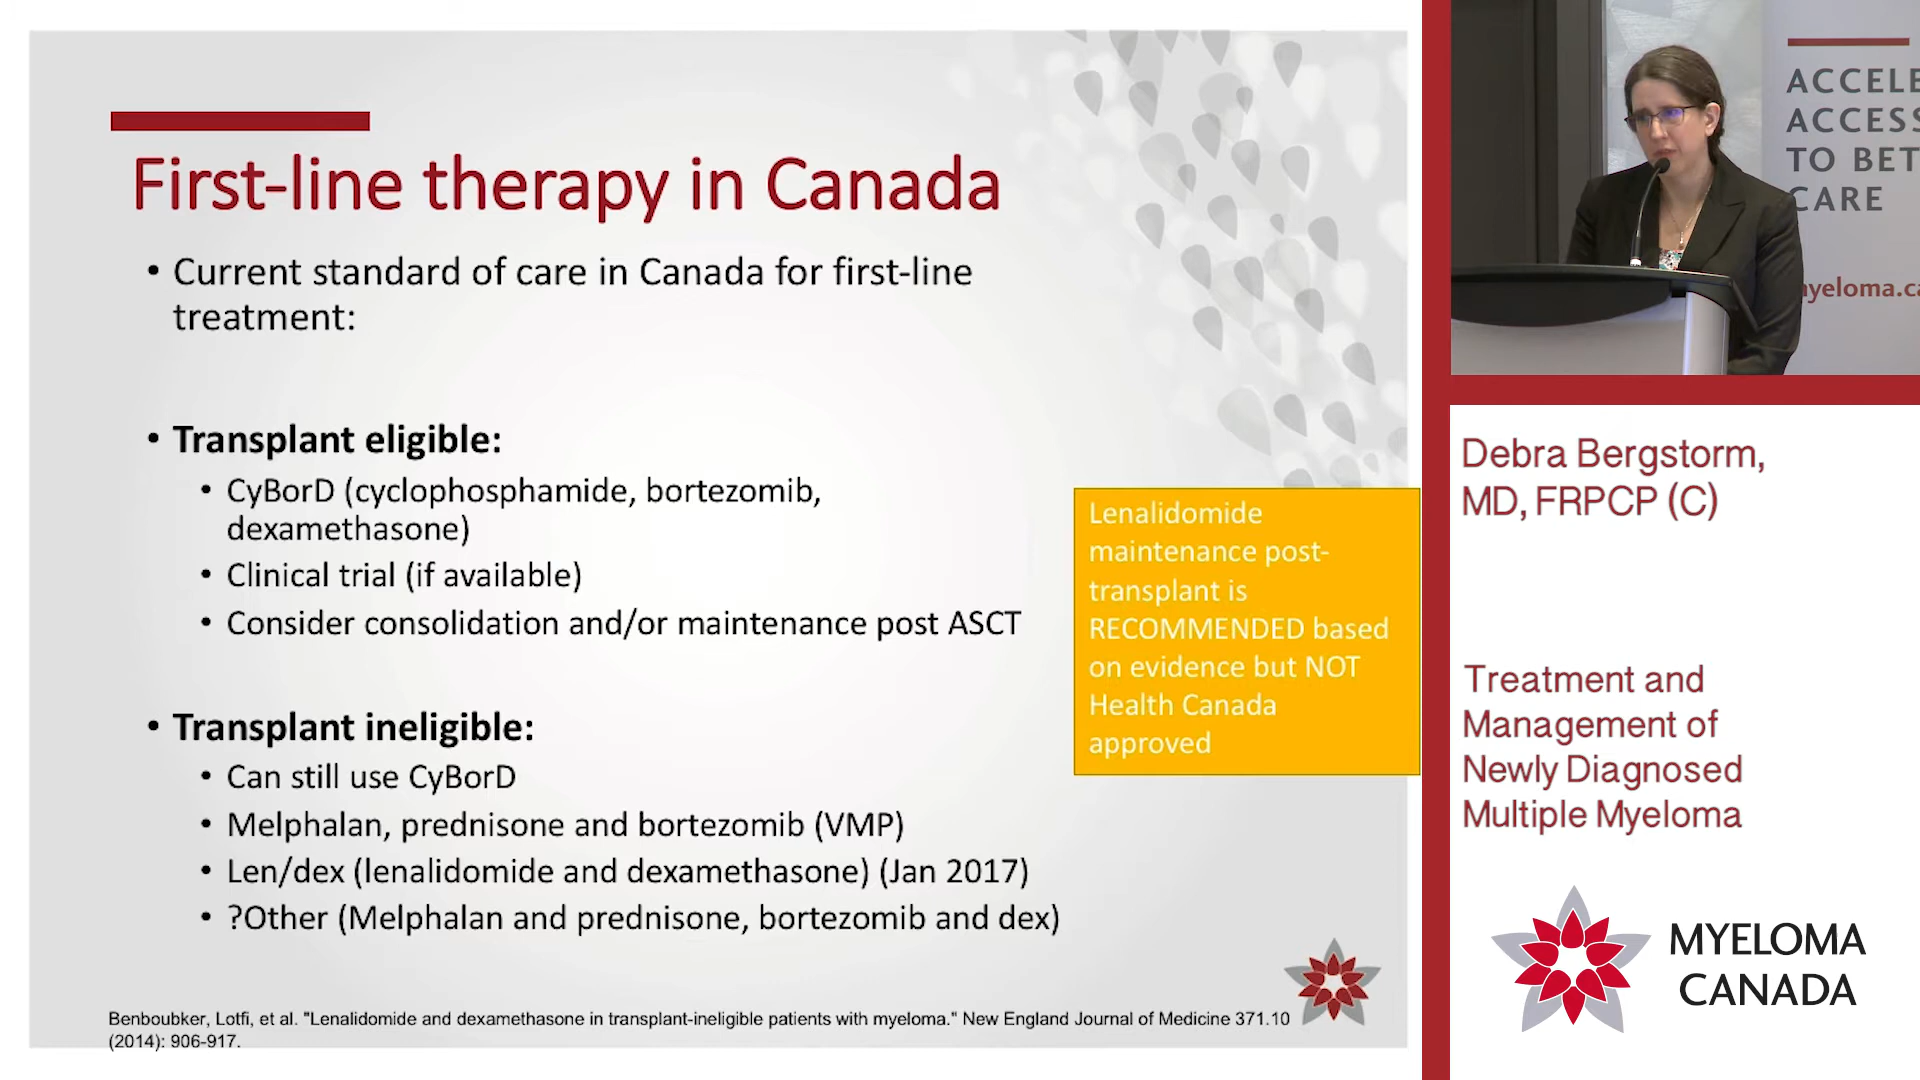 First-line therapy in Canada
• Current standard of care in Canada for first-line
treatment:
• Transplant eligible:
• CyBorD (cyclophosphamide, bortezomib,
dexamethasone)
• Clinical trial (if available)
• Consider consolidation and/or maintenance post ASCT
• Transplant ineligible:
• Can still use CyBorD
• Melphalan, prednisone and bortezomib (VMP)
• Len/dex (lenalidomide and dexamethasone) (Jan 2017)
• ?Other (Melphalan and prednisone, bortezomib and dex)
Lenalidomide
maintenance post-
transplant is
RECOMMENDED based
on evidence but NOT
Health Canada
approved
Benboubker, Lotfi, et al. "Lenalidomide and dexamethasone in transplant-ineligible patients with myeloma." New England Journal of Medicine 371.10
(2014): 906-917.
ACCELE
ACCESS
TO BET
CARE
myeloma.ca
Debra Bergstorm,
MD, FRPCP (C)
Treatment and
Management of
Newly Diagnosed
Multiple Myeloma
MYELOMA
CANADA